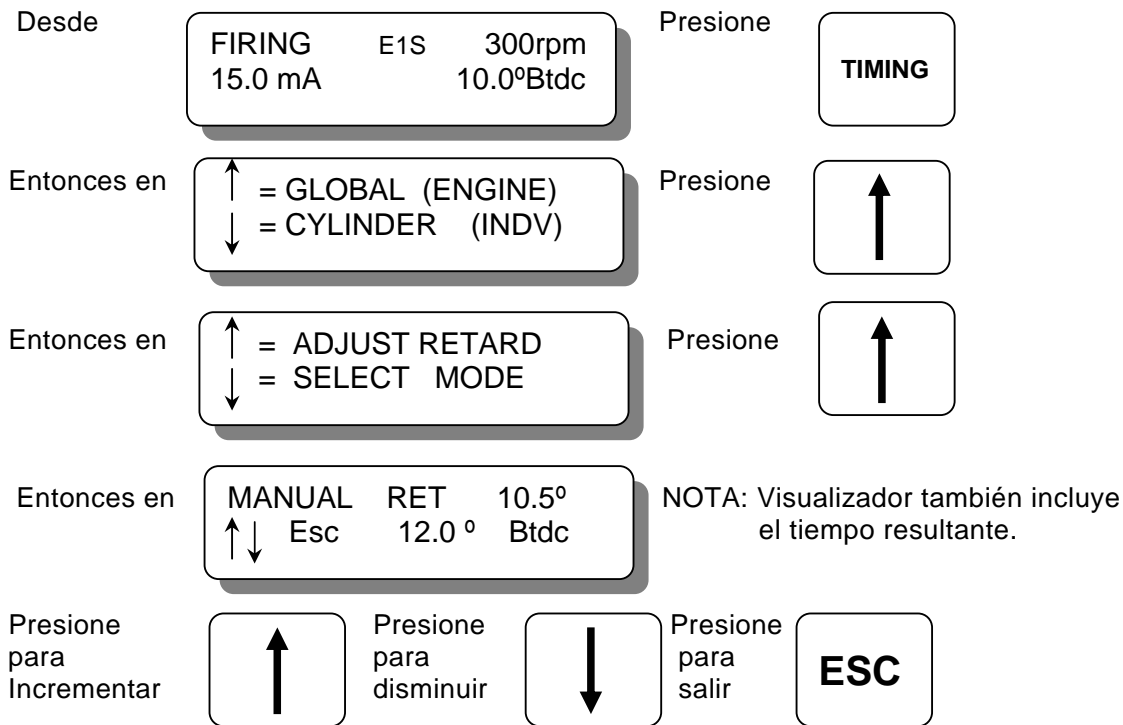 Desde
FIRING E1S 300rpm
15.0 mA 10.0ºBtdc
Presione
TIMING
Entonces en
↑ = GLOBAL (ENGINE)
↓ = CYLINDER (INDV)
Presione
↑
Entonces en
↑ = ADJUST RETARD
↓ = SELECT MODE
Presione
↑
Entonces en
MANUAL RET 10.5º
↑↓ Esc 12.0 º Btdc
NOTA: Visualizador también incluye
el tiempo resultante.
Presione
para
Incrementar
↑
Presione
para
disminuir
↓
Presione
para
salir
ESC